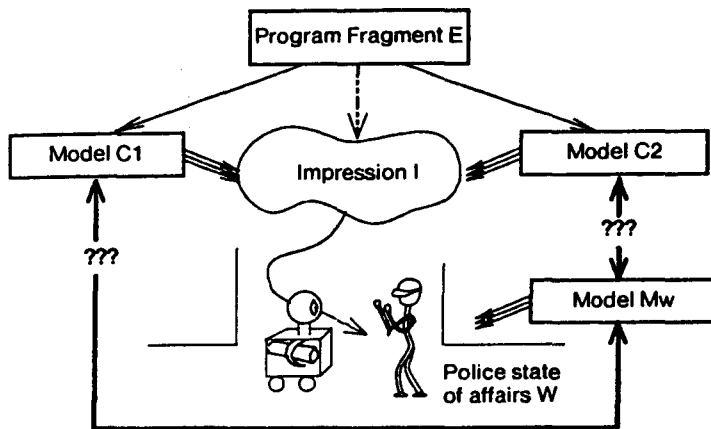 Program Fragment E
Model C1
Impression I
Model C2
???
???
Model Mw
Police state
of affairs W